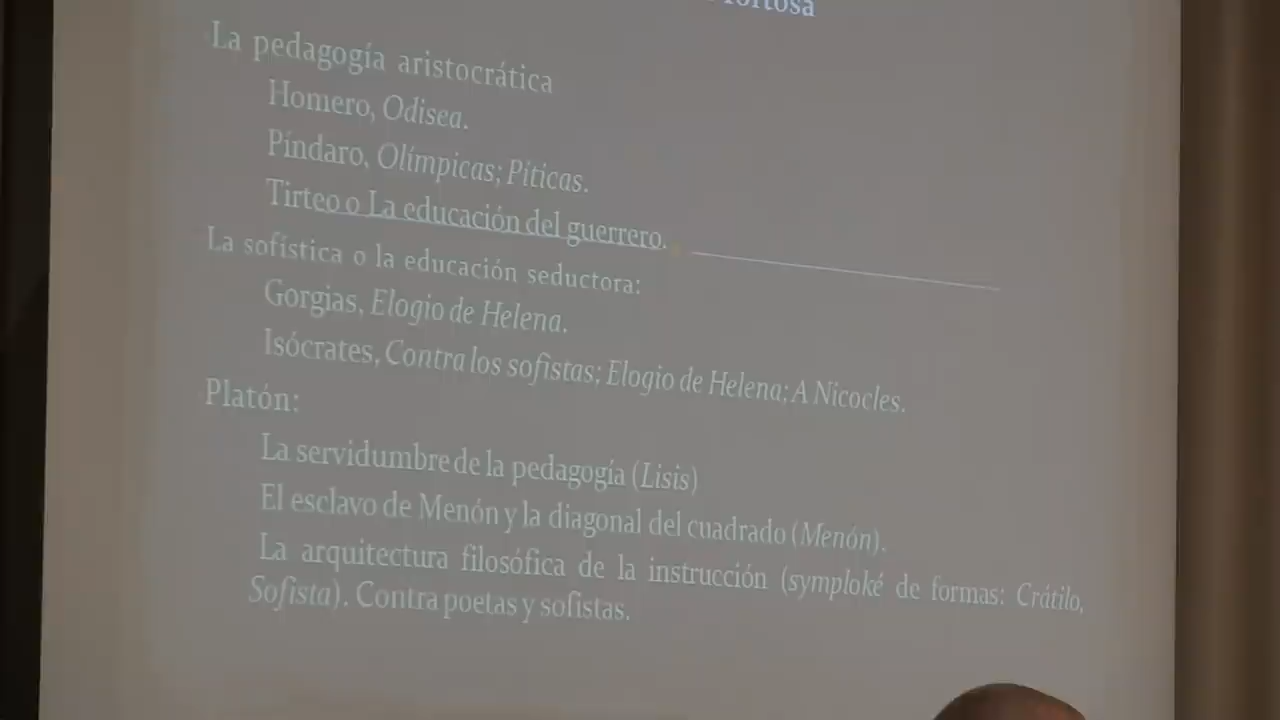 Tortosa
La pedagogía aristocrática
Homero, Odisea.
Píndaro, Olímpicas; Píticas.
Tirteo o La educación del guerrero.
La sofística o la educación seductora:
Gorgias, Elogio de Helena.
Isócrates, Contra los sofistas; Elogio de Helena; A Nicocles.
Platón:
La servidumbre de la pedagogía (Lisis)
El esclavo de Menón y la diagonal del cuadrado (Menón).
La arquitectura filosófica de la instrucción (symploké de formas: Crátilo,
Sofista). Contra poetas y sofistas.